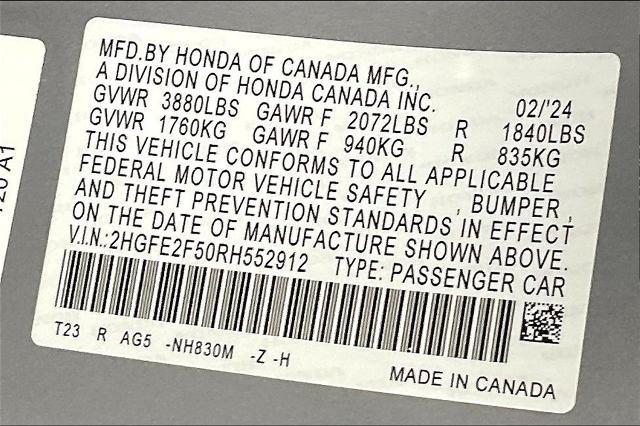 MFD.BY HONDA OF CANADA MFG.,
A DIVISION OF HONDA CANADA INC. 02/'24
GVWR 3880LBS GAWR F 2072LBS R 1840LBS
GVWR 1760KG GAWR F 940KG R 835KG
THIS VEHICLE CONFORMS TO ALL APPLICABLE
FEDERAL MOTOR VEHICLE SAFETY , BUMPER ,
AND THEFT PREVENTION STANDARDS IN EFFECT
ON THE DATE OF MANUFACTURE SHOWN ABOVE.
V.I.N.:2HGFE2F50RH552912 TYPE: PASSENGER CAR
T23 R AG5 -NH830M -Z -H
MADE IN CANADA